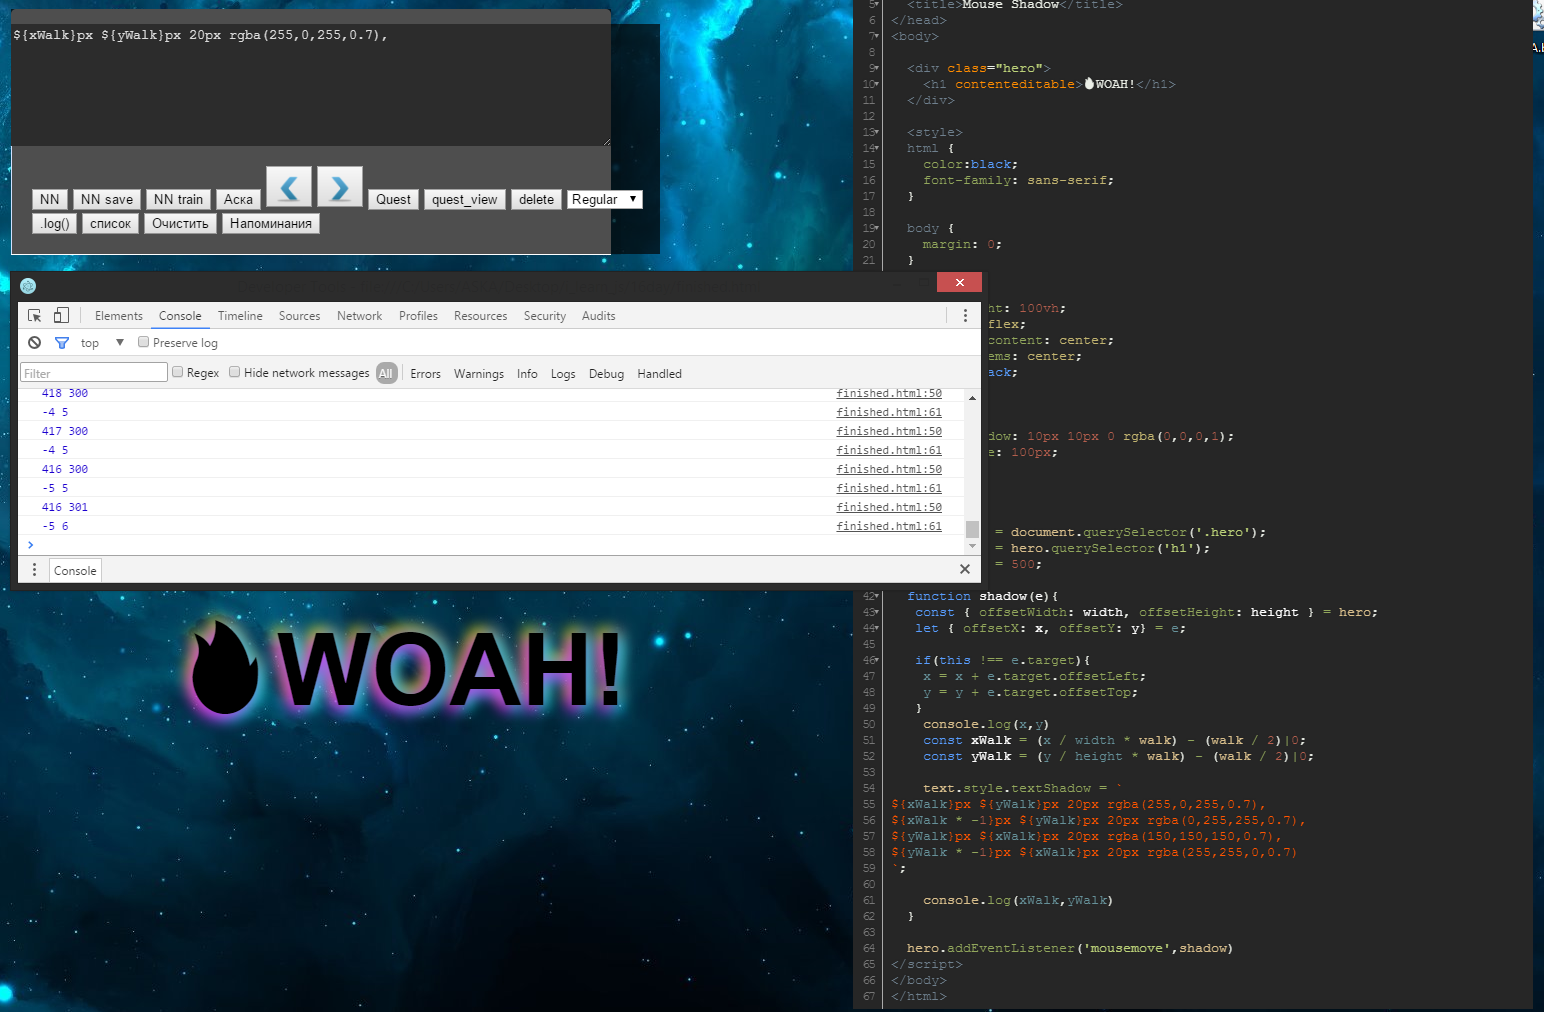 ${xWalk}px ${yWalk}px 20px rgba(255,0,255,0.7),
NN NN save NN train Аска Quest quest_view delete Regular
.log() список Очистить Напоминания
Elements Console Timeline Sources Network Profiles Resources Security Audits
top Preserve log
Filter Regex Hide network messages All Errors Warnings Info Logs Debug Handled
418 300 finished.html:50
-4 5 finished.html:61
417 300 finished.html:50
-4 5 finished.html:61
416 300 finished.html:50
-5 5 finished.html:61
416 301 finished.html:50
-5 6 finished.html:61
Console
WOAH!
5 <title>Mouse Shadow</title>
6 </head>
7 <body>
8
9 <div class="hero">
10 <h1 contenteditable>🔥WOAH!</h1>
11 </div>
12
13 <style>
14 html {
15 color:black;
16 font-family: sans-serif;
17 }
18
19 body {
20 margin: 0;
21 }
ht: 100vh;
flex;
content: center;
ems: center;
ack;
dow: 10px 10px 0 rgba(0,0,0,1);
e: 100px;
= document.querySelector('.hero');
= hero.querySelector('h1');
= 500;
42 function shadow(e){
43 const { offsetWidth: width, offsetHeight: height } = hero;
44 let { offsetX: x, offsetY: y} = e;
45
46 if(this !== e.target){
47 x = x + e.target.offsetLeft;
48 y = y + e.target.offsetTop;
49 }
50 console.log(x,y)
51 const xWalk = (x / width * walk) - (walk / 2)|0;
52 const yWalk = (y / height * walk) - (walk / 2)|0;
53
54 text.style.textShadow = `
55 ${xWalk}px ${yWalk}px 20px rgba(255,0,255,0.7),
56 ${xWalk * -1}px ${yWalk}px 20px rgba(0,255,255,0.7),
57 ${yWalk}px ${xWalk}px 20px rgba(150,150,150,0.7),
58 ${yWalk * -1}px ${xWalk}px 20px rgba(255,255,0,0.7)
59 `;
60
61 console.log(xWalk,yWalk)
62 }
63
64 hero.addEventListener('mousemove',shadow)
65 </script>
66 </body>
67 </html>